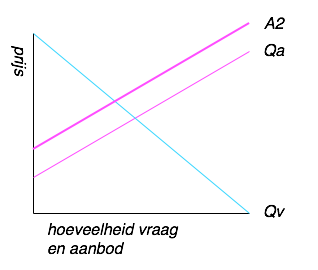 A2
Qa
prijs
Qv
hoeveelheid vraag
en aanbod